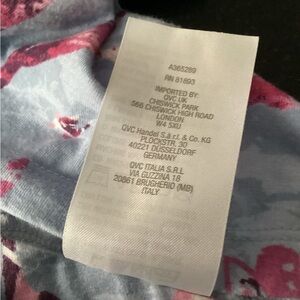 A365289
RN 81893
IMPORTED BY:
QVC UK
CHISWICK PARK
566 CHISWICK HIGH ROAD
LONDON
W4 5XU
QVC Handel S.à r.l. & Co. KG
PLOCKSTR. 30
40221 DÜSSELDORF
GERMANY
QVC ITALIA S.R.L
VIA GUZZINA 18
20861 BRUGHERIO (MB)
ITALY